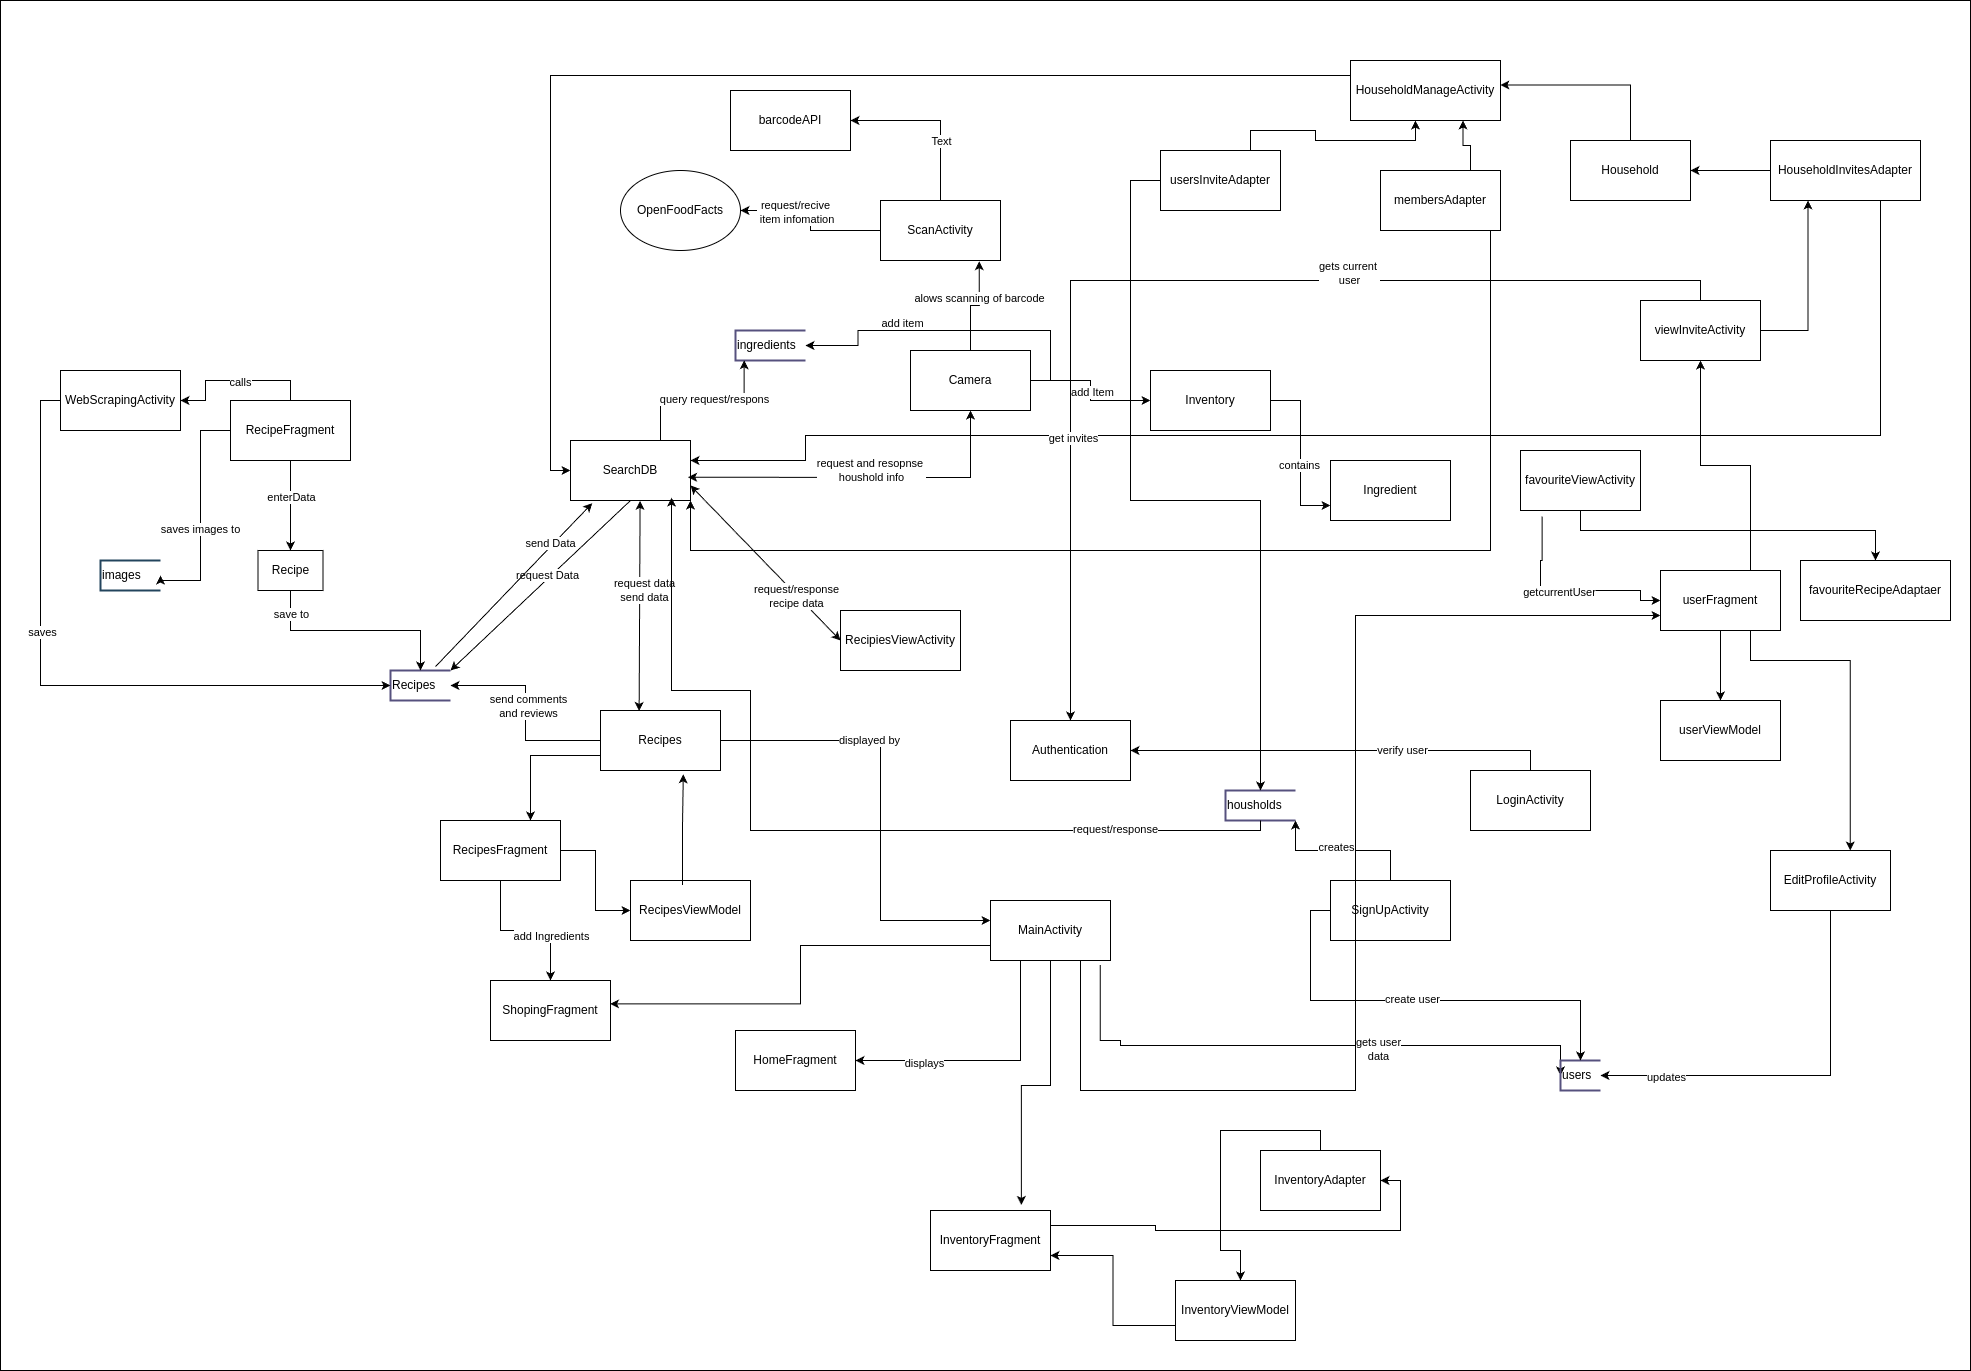 HouseholdManageActivity
barcodeAPI
Text
usersInviteAdapter
membersAdapter
Household
HouseholdInvitesAdapter
OpenFoodFacts
request/recive
item infomation
ScanActivity
gets current
user
alows scanning of barcode
add item
ingredients
viewInviteActivity
calls
WebScrapingActivity
RecipeFragment
query request/respons
Camera
add Item
Inventory
get invites
SearchDB
request and resopnse
houshold info
contains
Ingredient
favouriteViewActivity
enterData
saves images to
images
Recipe
send Data
request Data
request data
send data
request/response
recipe data
getcurrentUser
userFragment
favouriteRecipeAdaptaer
save to
saves
RecipiesViewActivity
Recipes
send comments
and reviews
Recipes
displayed by
Authentication
verify user
userViewModel
housholds
LoginActivity
request/response
creates
RecipesFragment
RecipesViewModel
add Ingredients
MainActivity
SignUpActivity
EditProfileActivity
ShopingFragment
create user
HomeFragment
displays
gets user
data
users
updates
InventoryAdapter
InventoryFragment
InventoryViewModel